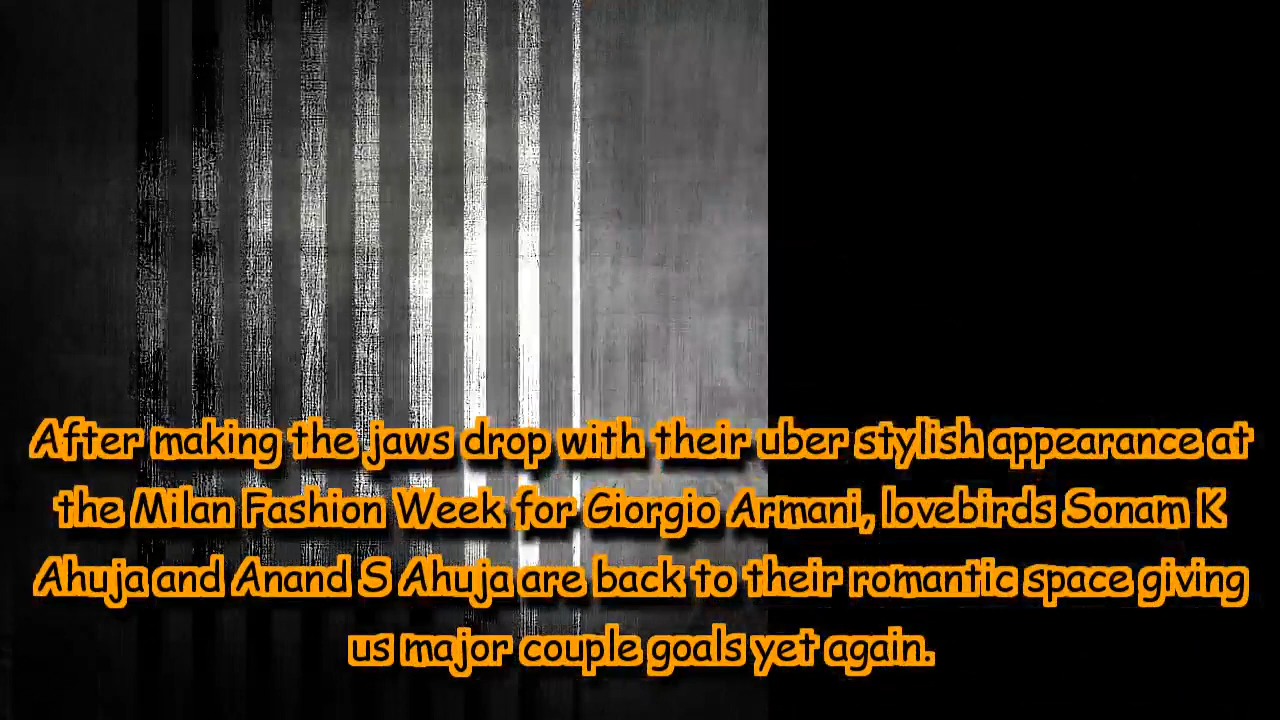 After making the jaws drop with their uber stylish appearance at
the Milan Fashion Week for Giorgio Armani, lovebirds Sonam K
Ahuja and Anand S Ahuja are back to their romantic space giving
us major couple goals yet again.